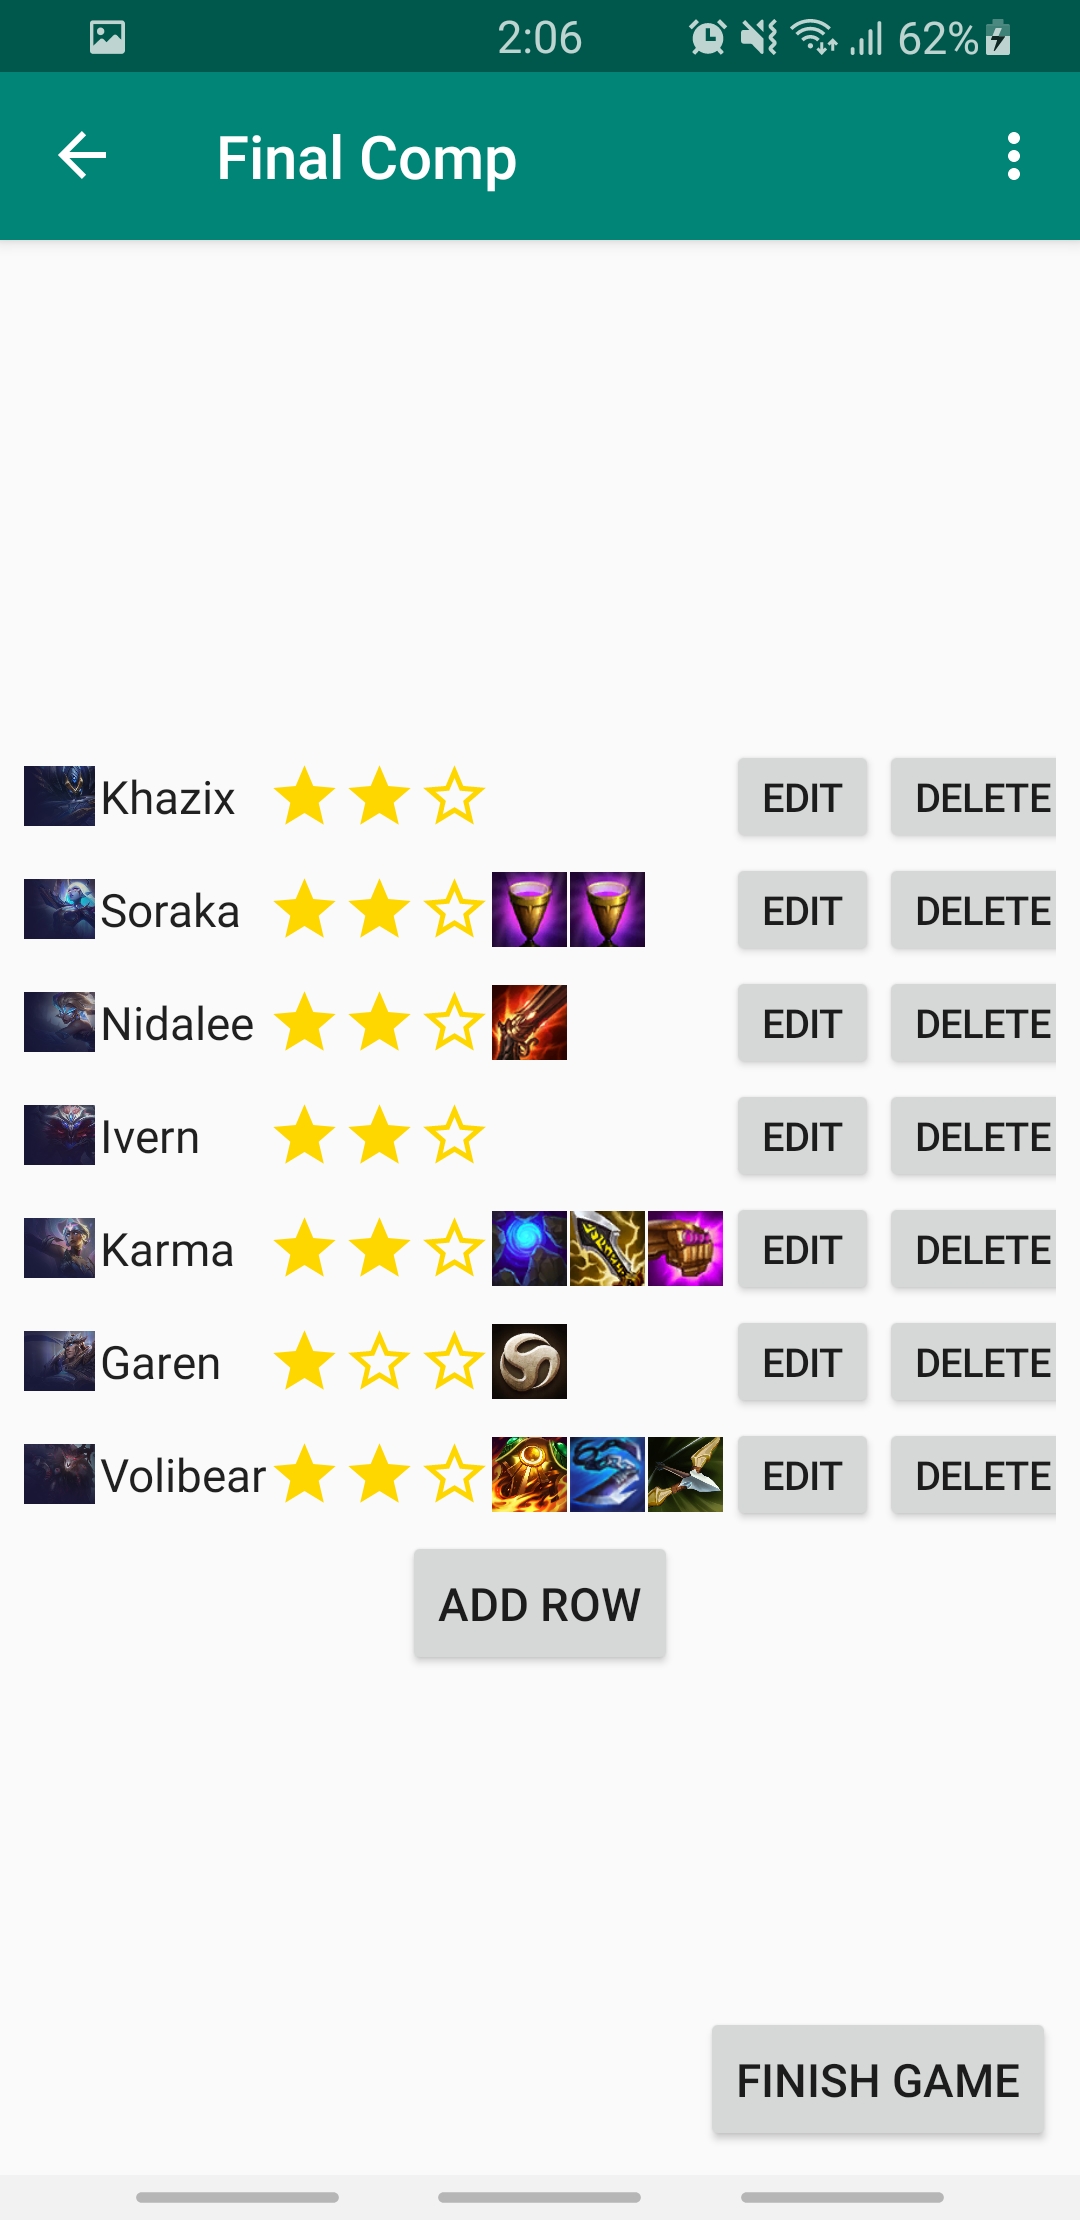 2:06 62%
Final Comp
Khazix EDIT DELETE
Soraka EDIT DELETE
Nidalee EDIT DELETE
Ivern EDIT DELETE
Karma EDIT DELETE
Garen EDIT DELETE
Volibear EDIT DELETE
ADD ROW
FINISH GAME